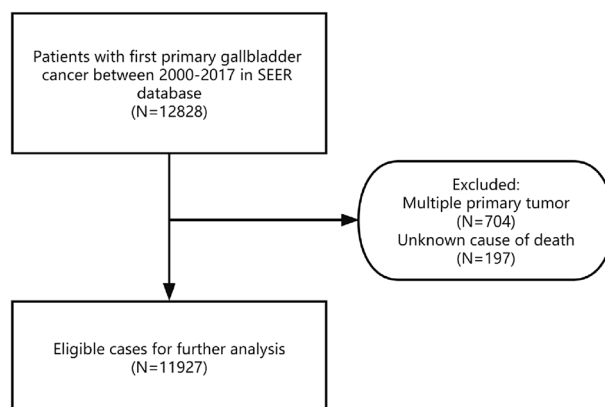 Patients with first primary gallbladder
cancer between 2000-2017 in SEER
database
(N=12828)
Excluded:
Multiple primary tumor
(N=704)
Unknown cause of death
(N=197)
Eligible cases for further analysis
(N=11927)